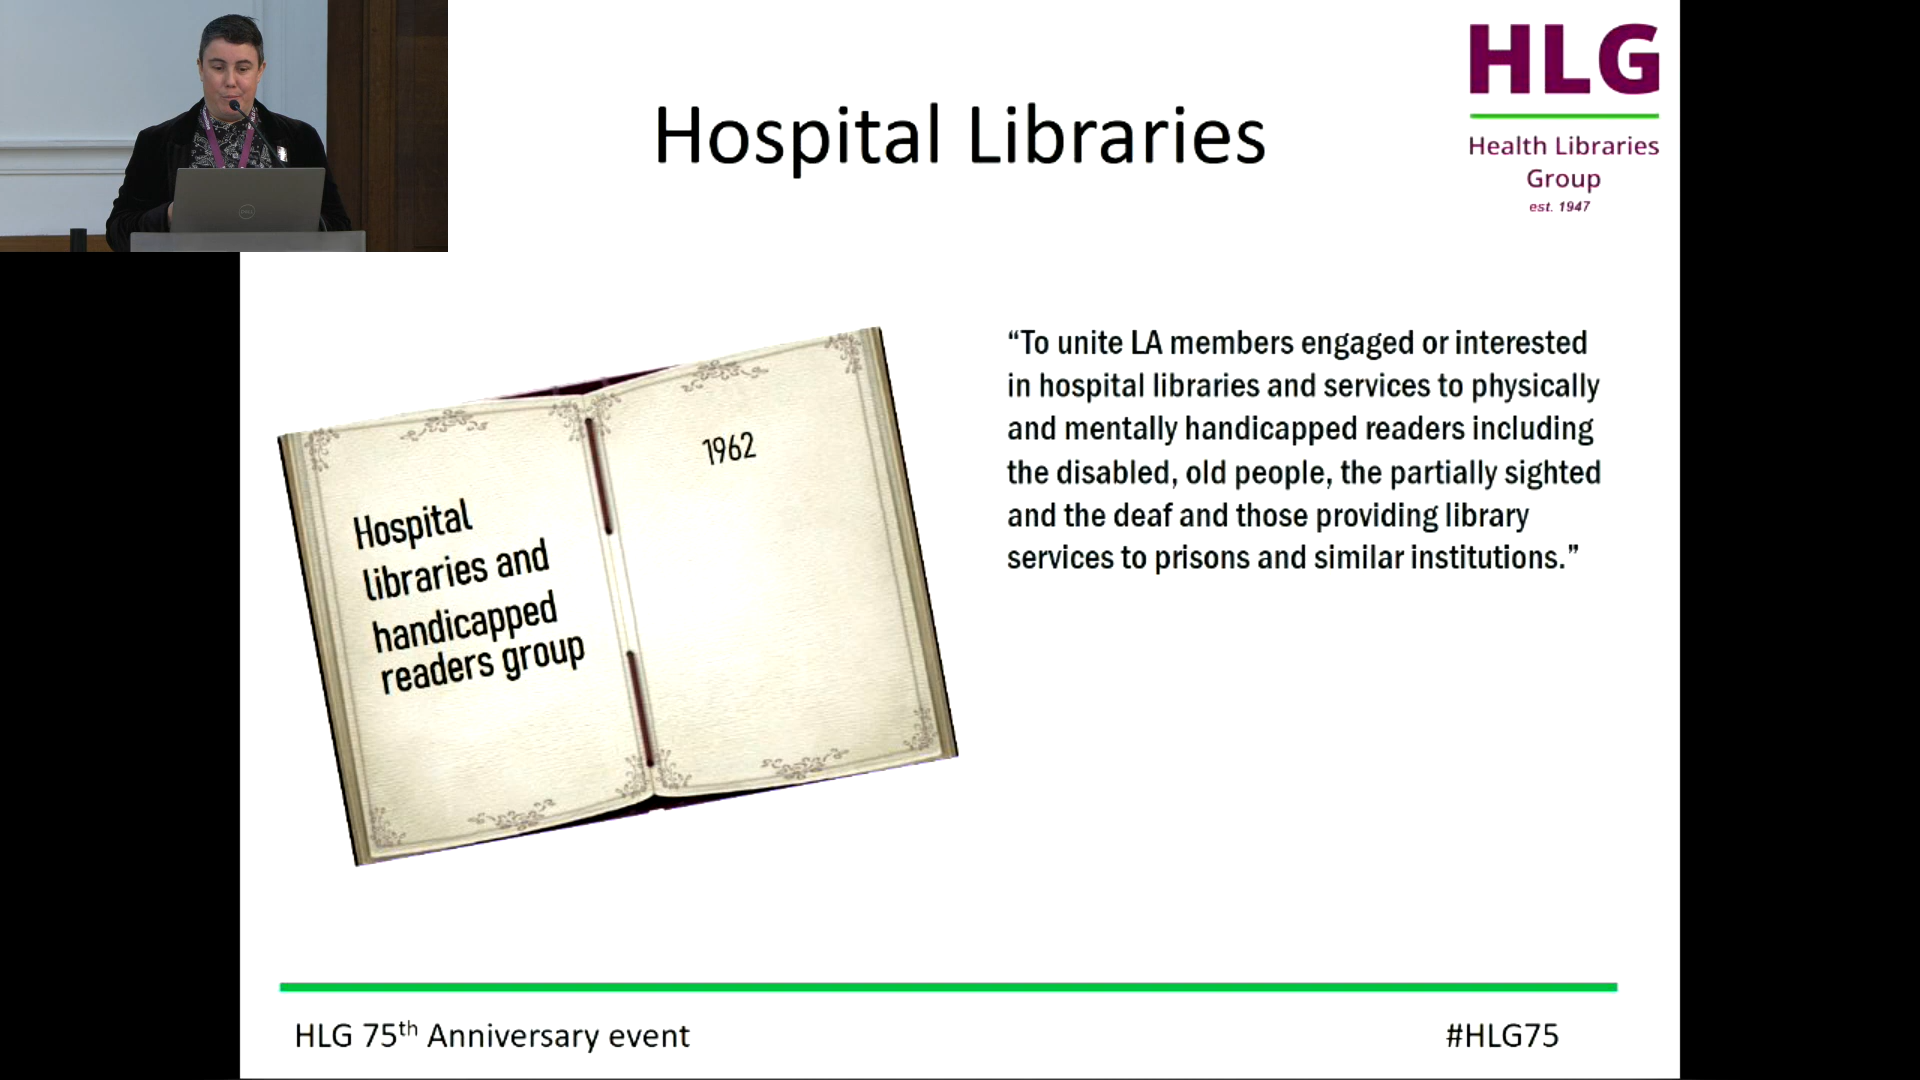 HLG
Health Libraries
Group
est. 1947
Hospital Libraries
Hospital
libraries and
handicapped
readers group
1962
“To unite LA members engaged or interested
in hospital libraries and services to physically
and mentally handicapped readers including
the disabled, old people, the partially sighted
and the deaf and those providing library
services to prisons and similar institutions.”
HLG 75th Anniversary event
#HLG75